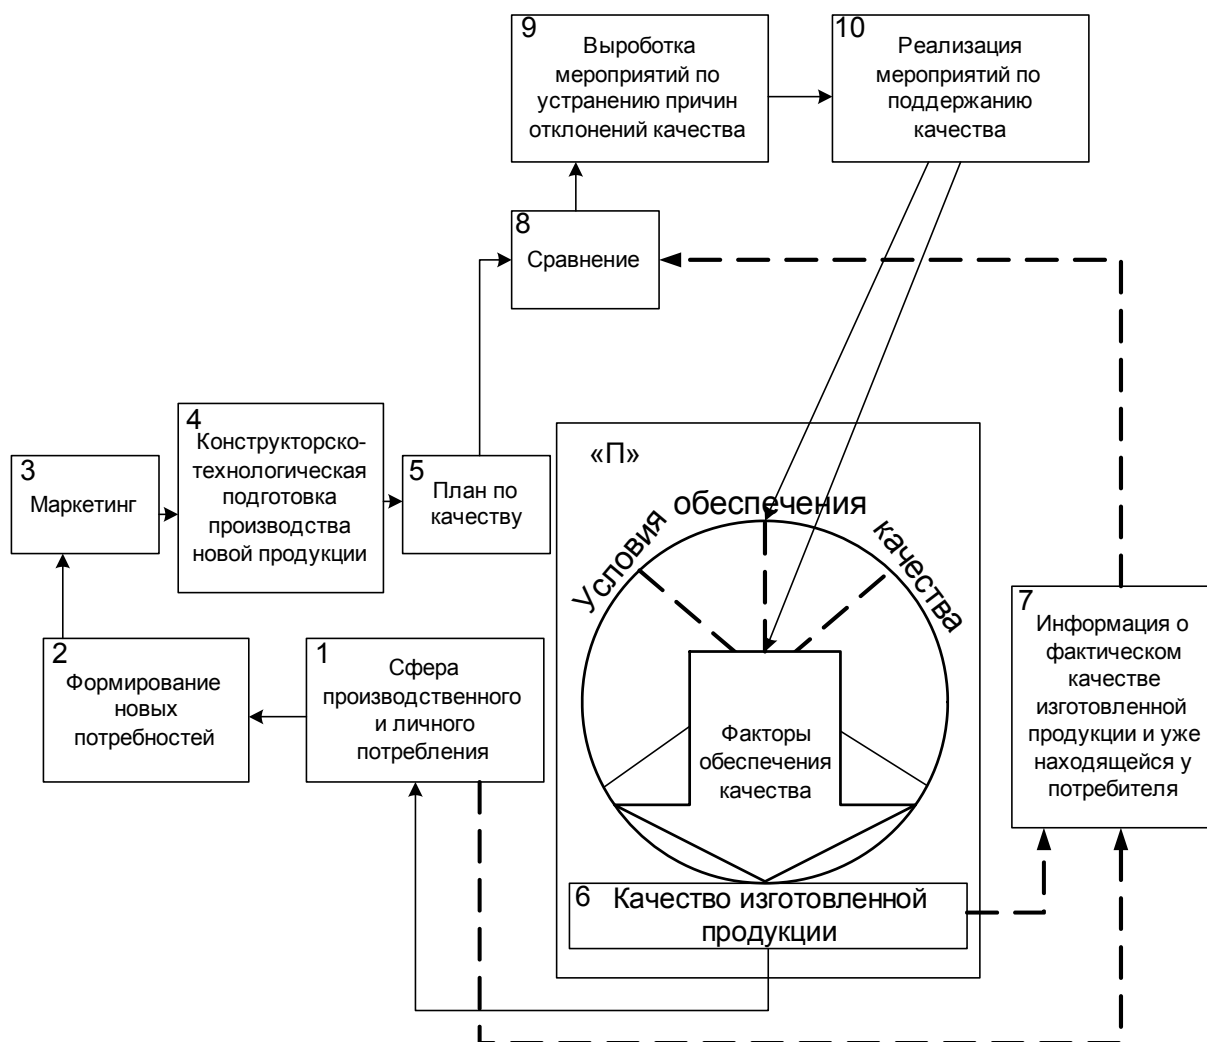 9
Выроботка
мероприятий по
устранению причин
отклонений качества
10
Реализация
мероприятий по
поддержанию
качества
8
Сравнение
3
Маркетинг
4
Конструкторско-
технологическая
подготовка
производства
новой продукции
5
План по
качеству
«П»
Условия обеспечения качества
2
Формирование
новых
потребностей
1
Сфера
производственного
и личного
потребления
Факторы
обеспечения
качества
7
Информация о
фактическом
качестве
изготовленной
продукции и уже
находящейся у
потребителя
6
Качество изготовленной
продукции